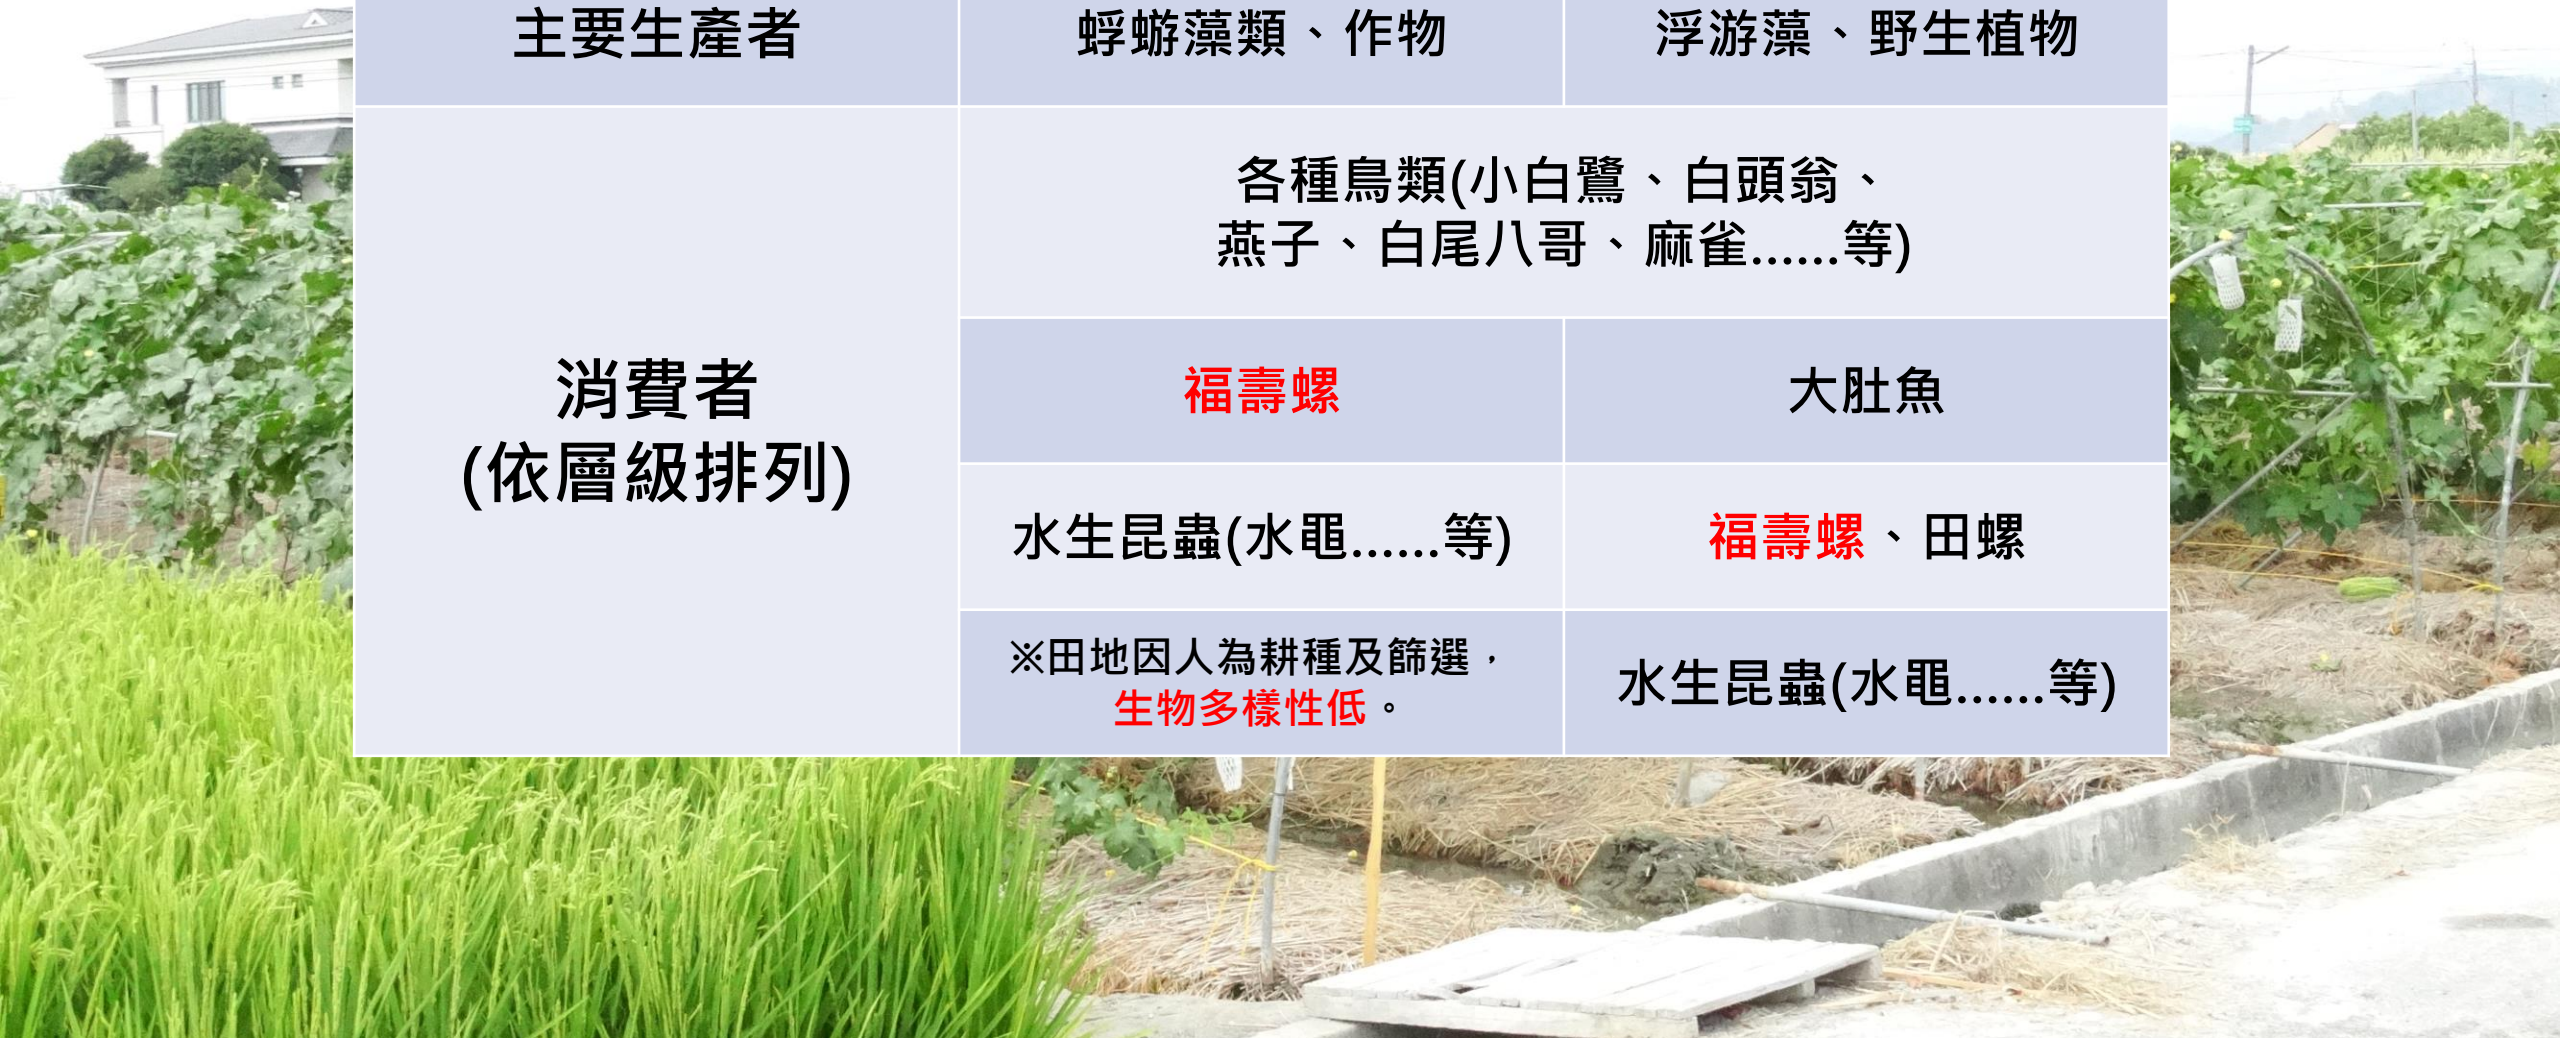 主要生產者
蜉蝣藻類、作物
浮游藻、野生植物
消費者
(依層級排列)
各種鳥類(小白鷺、白頭翁、
燕子、白尾八哥、麻雀......等)
福壽螺
大肚魚
水生昆蟲(水黽......等)
福壽螺、田螺
※田地因人為耕種及篩選，
生物多樣性低。
水生昆蟲(水黽......等)